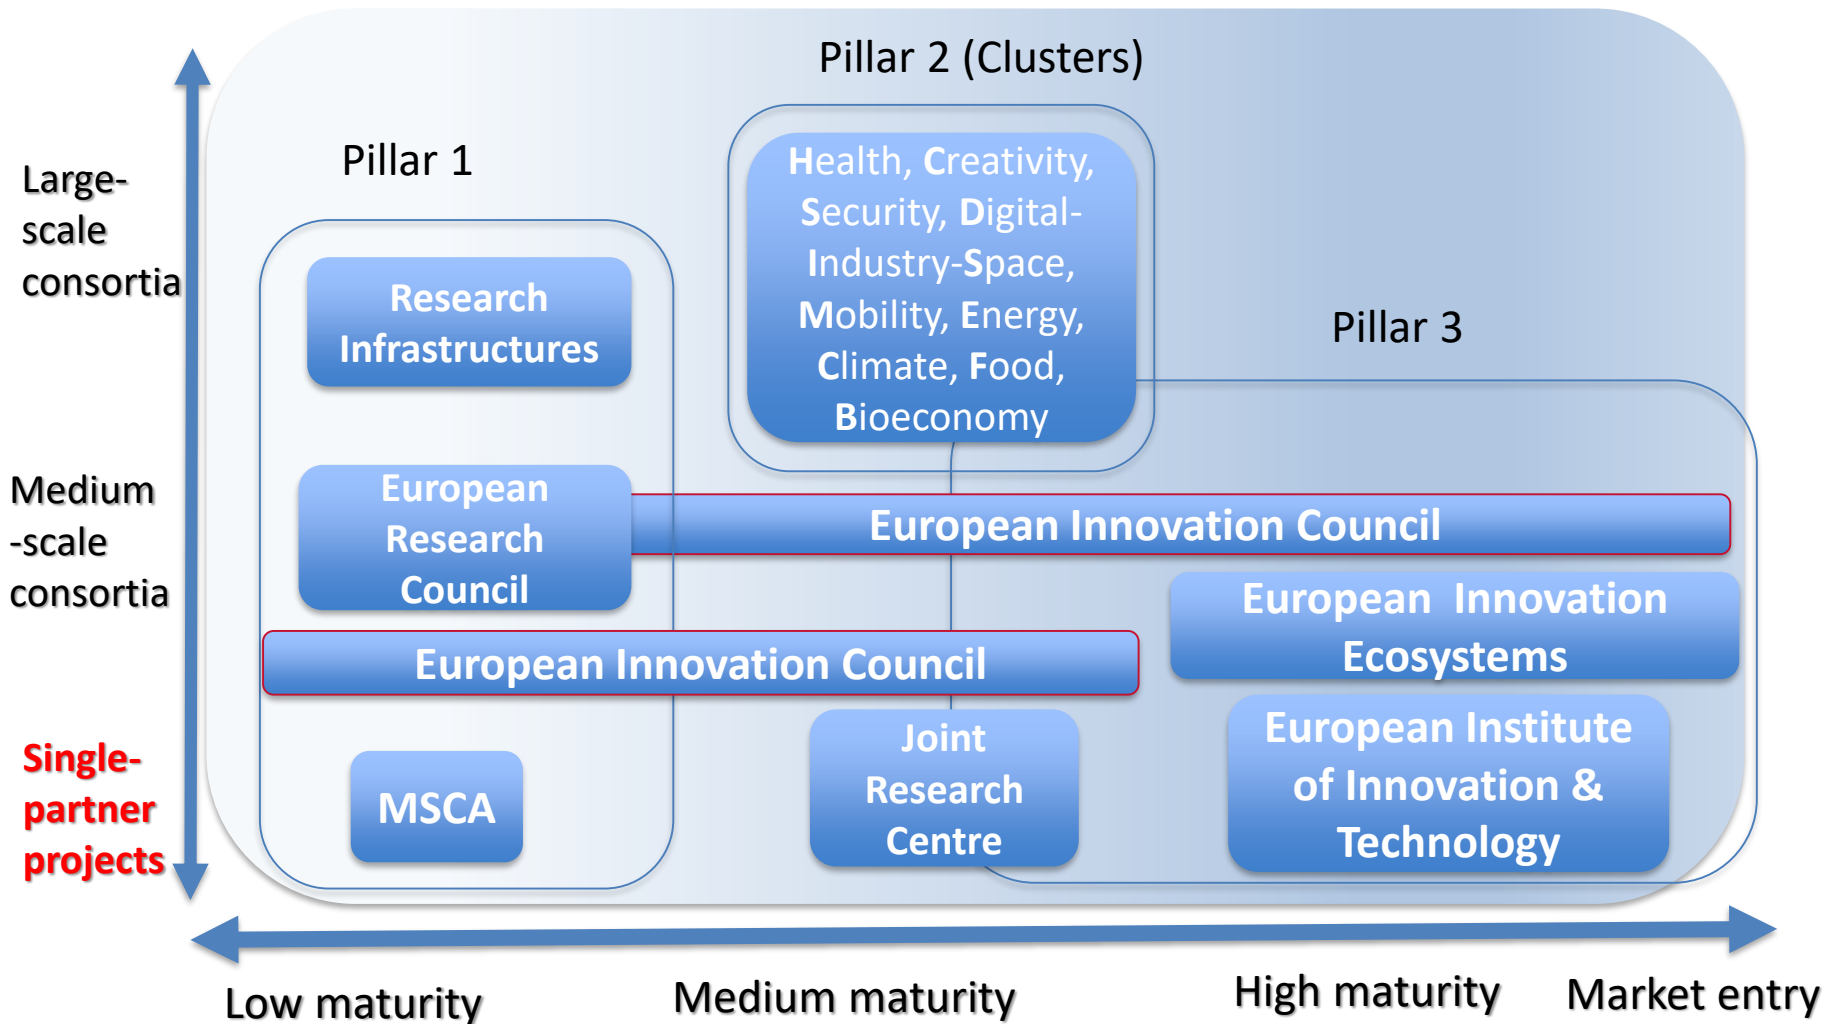 Pillar 2 (Clusters)
Pillar 1
Large-
scale
consortia
Health, Creativity,
Security, Digital-
Industry-Space,
Mobility, Energy,
Climate, Food,
Bioeconomy
Research
Infrastructures
Pillar 3
Medium
-scale
consortia
European
Research
Council
European Innovation Council
European Innovation
Ecosystems
European Innovation Council
Single-
partner
projects
MSCA
Joint
Research
Centre
European Institute
of Innovation &
Technology
Low maturity
Medium maturity
High maturity
Market entry